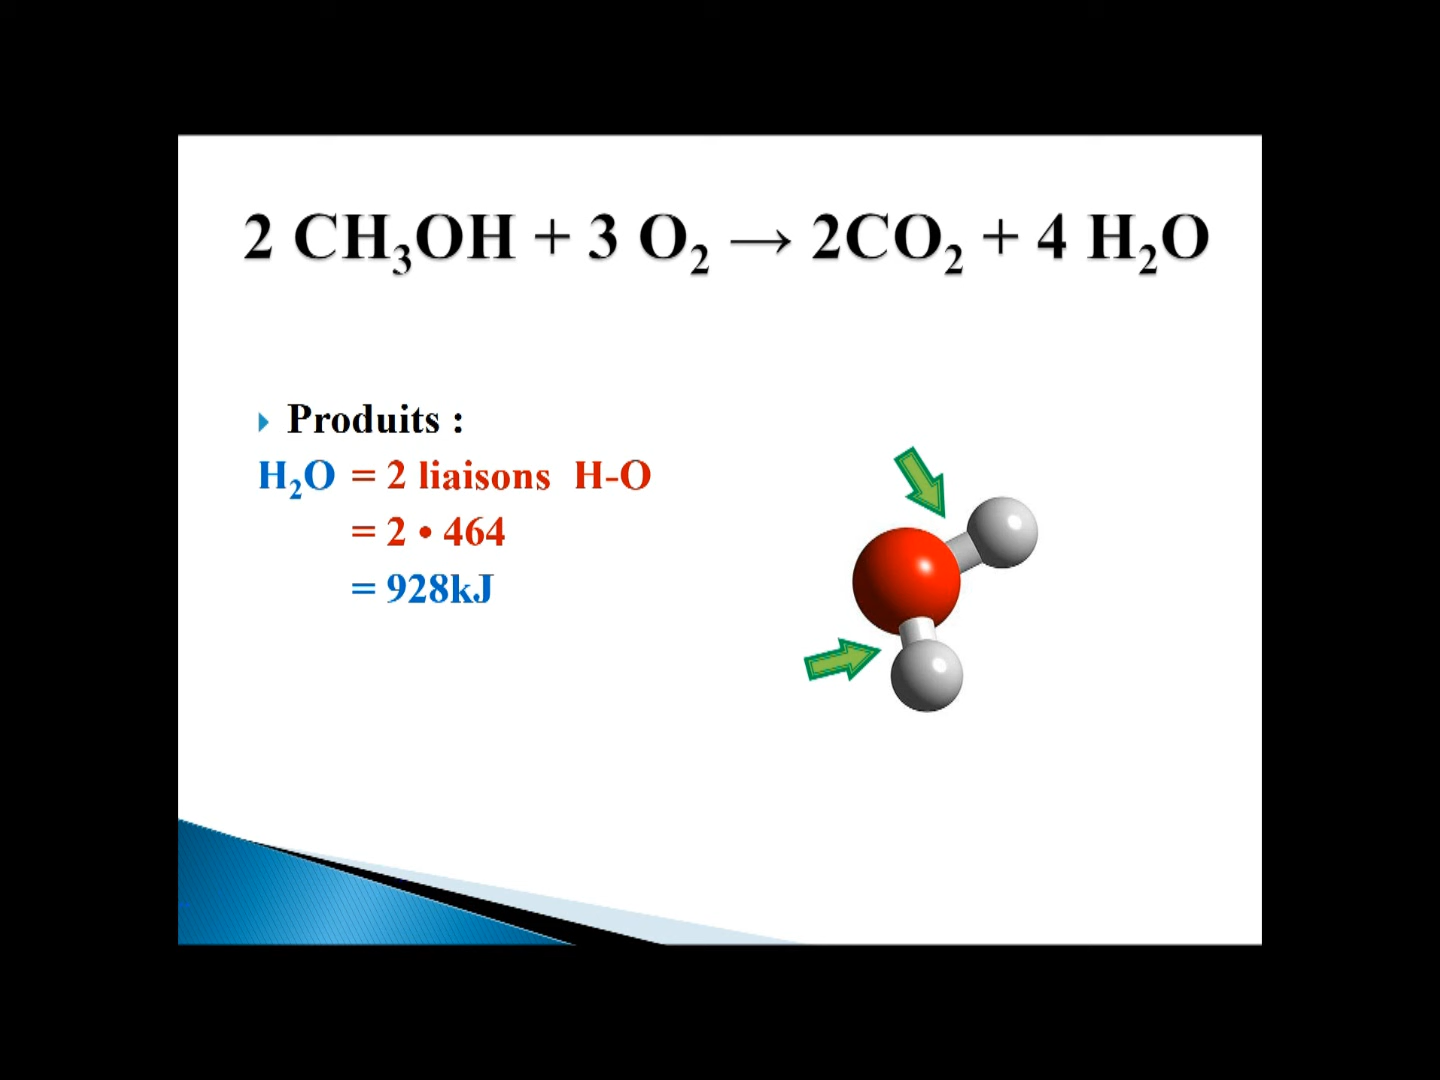 2 CH₃OH + 3 O₂ → 2CO₂ + 4 H₂O
Produits :
H₂O = 2 liaisons H-O
= 2 • 464
= 928kJ